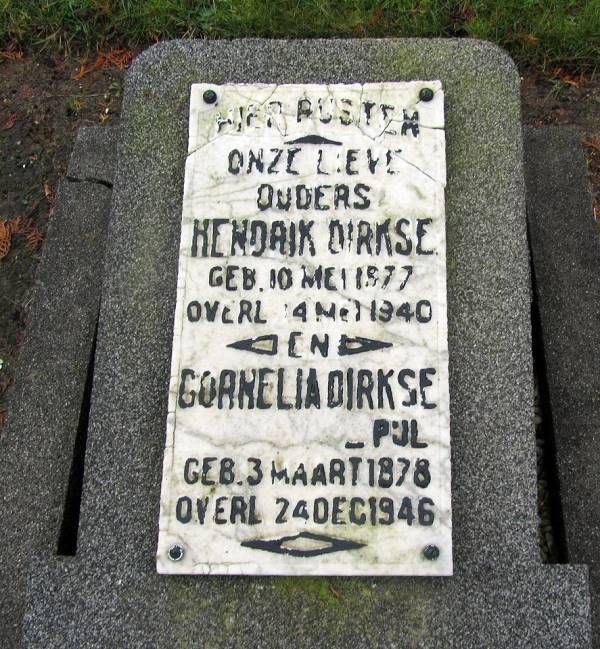 HIER RUSTEN
ONZE LIEVE
OUDERS
HENDRIK DIRKSE
GEB. 10 MEI 1877
OVERL 14 MEI 1940
EN
CORNELIA DIRKSE
_ PIJL
GEB. 3 MAART 1878
OVERL 24 DEC 1946